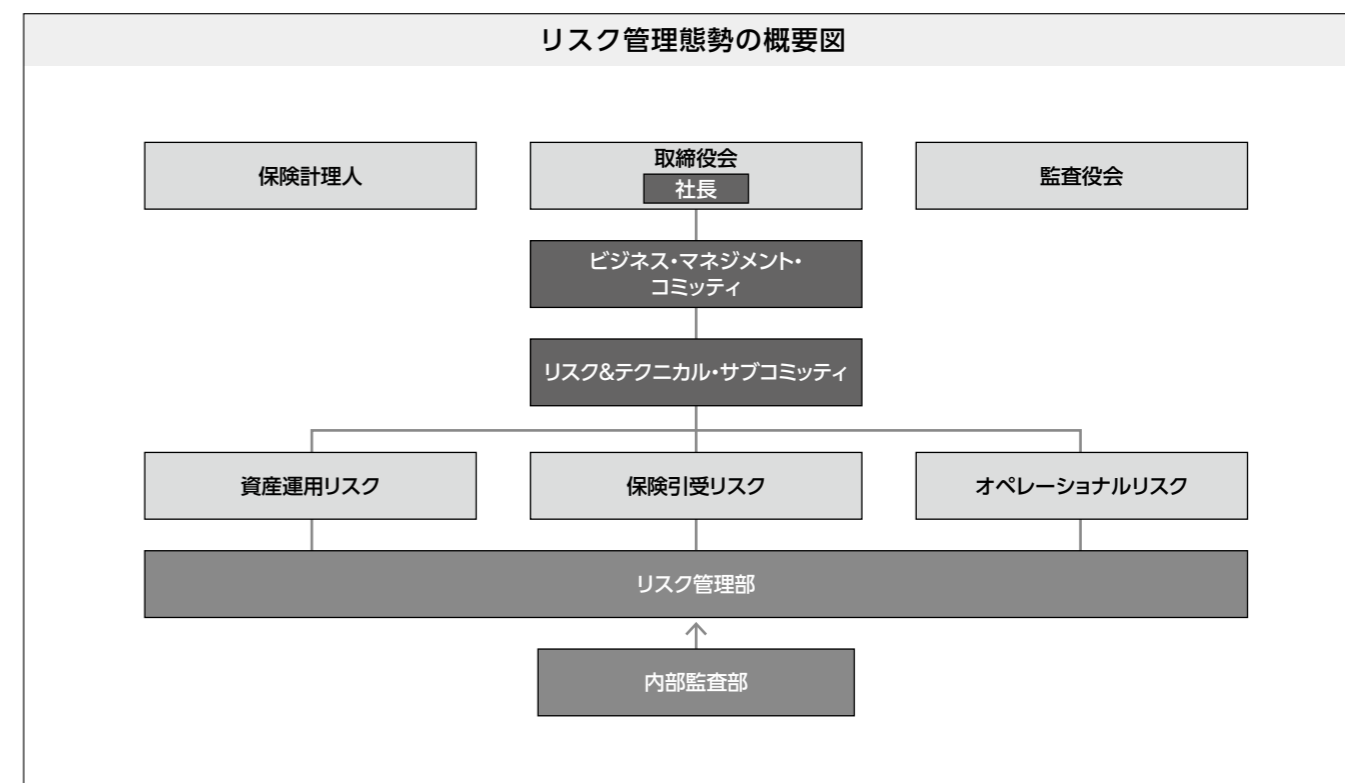 リスク管理態勢の概要図
保険計理人
取締役会
社長
監査役会
ビジネス・マネジメント・
コミッティ
リスク&テクニカル・サブコミッティ
資産運用リスク
保険引受リスク
オペレーショナルリスク
リスク管理部
内部監査部